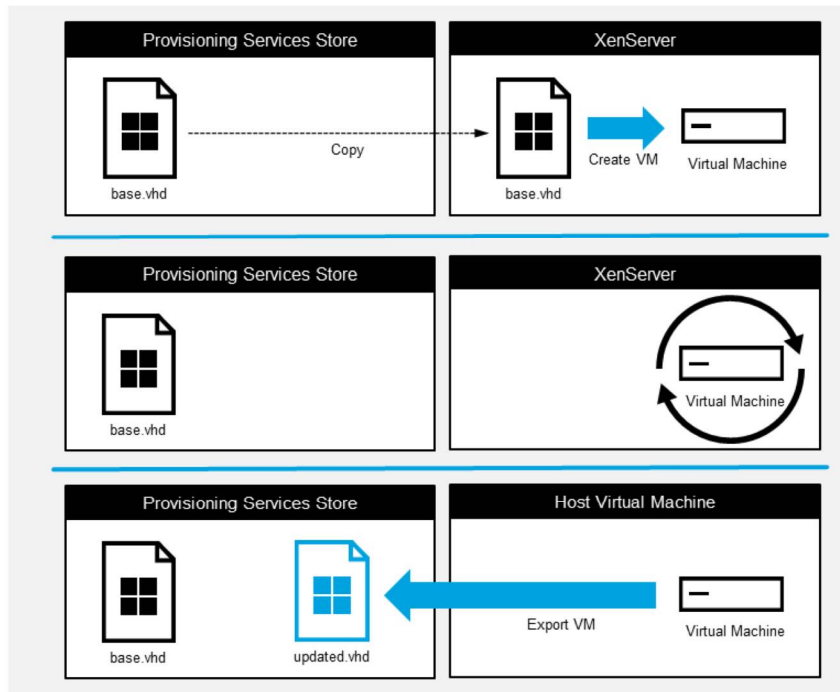 Provisioning Services Store
XenServer
base.vhd
Copy
base.vhd
Create VM
Virtual Machine
Provisioning Services Store
XenServer
base.vhd
Virtual Machine
Provisioning Services Store
Host Virtual Machine
base.vhd
updated.vhd
Export VM
Virtual Machine